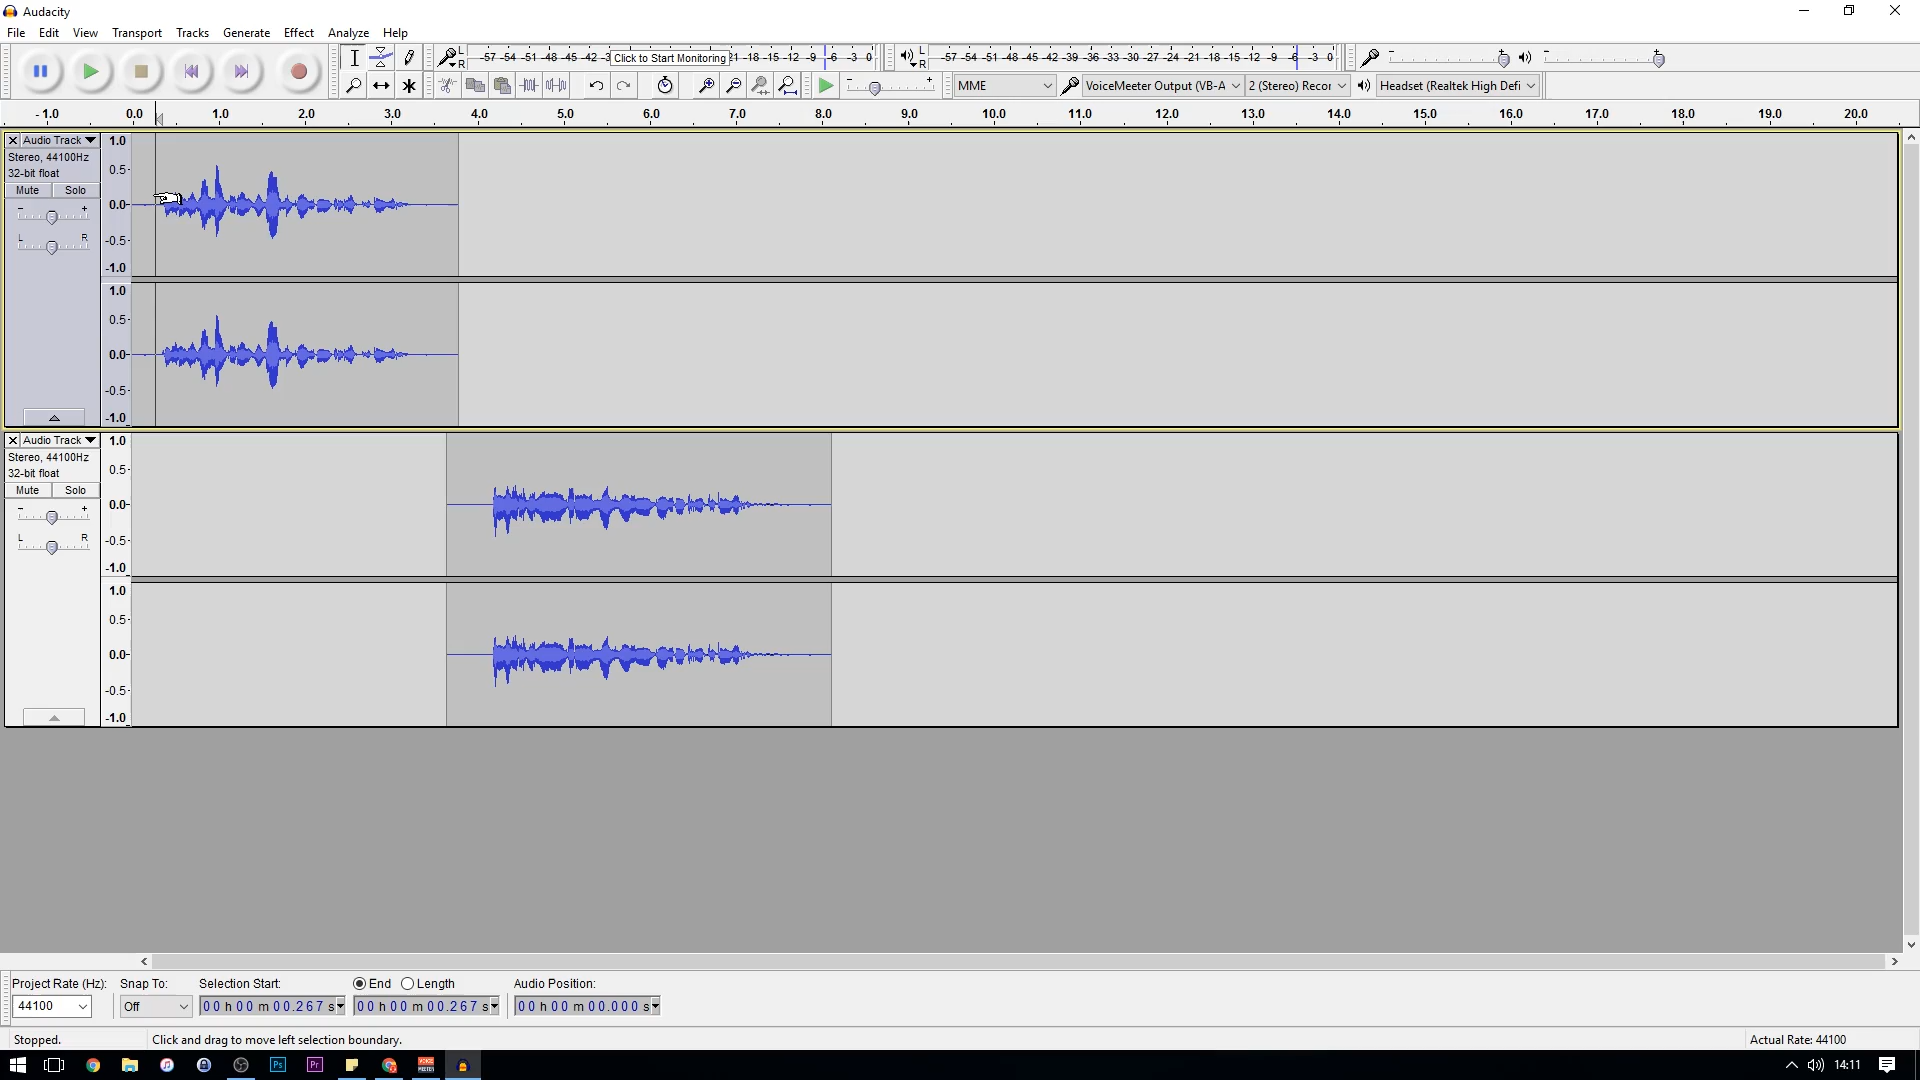 Audacity
File Edit View Transport Tracks Generate Effect Analyze Help
L R -57 -54 -51 -48 -45 -42 -3 Click to Start Monitoring 21 -18 -15 -12 -9 -6 -3 0 L R -57 -54 -51 -48 -45 -42 -39 -36 -33 -30 -27 -24 -21 -18 -15 -12 -9 -6 -3 0
MME VoiceMeeter Output (VB-A 2 (Stereo) Recor Headset (Realtek High Defi
-1.0 0.0 1.0 2.0 3.0 4.0 5.0 6.0 7.0 8.0 9.0 10.0 11.0 12.0 13.0 14.0 15.0 16.0 17.0 18.0 19.0 20.0
Audio Track 1.0
Stereo, 44100Hz
0.5
32-bit float
Mute Solo
0.0
- +
L R
-0.5
-1.0
1.0
0.5
0.0
-0.5
-1.0
Audio Track 1.0
Stereo, 44100Hz
0.5
32-bit float
Mute Solo
0.0
- +
L R
-0.5
-1.0
1.0
0.5
0.0
-0.5
-1.0
Project Rate (Hz): Snap To: Selection Start: End Length Audio Position:
44100 Off 00 h 00 m 00.267 s 00 h 00 m 00.267 s 00 h 00 m 00.000 s
Stopped. Click and drag to move left selection boundary. Actual Rate: 44100
Ps Pr VOICE MEETER 14:11